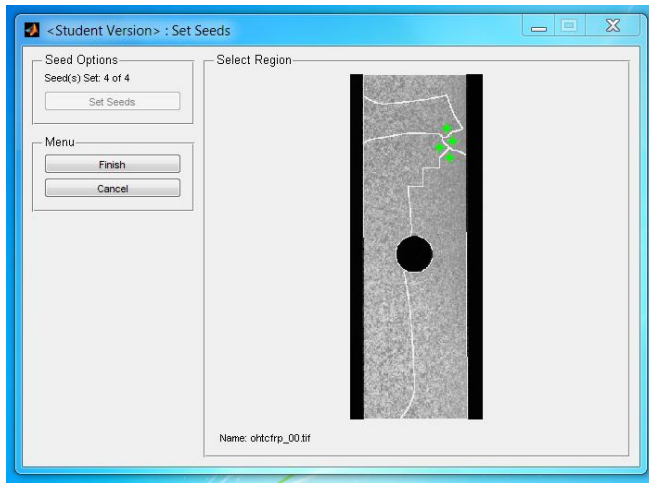 <Student Version> : Set Seeds
Seed Options
Seed(s) Set: 4 of 4
Set Seeds
Menu
Finish
Cancel
Select Region
Name: ohtcfrp_00.tif